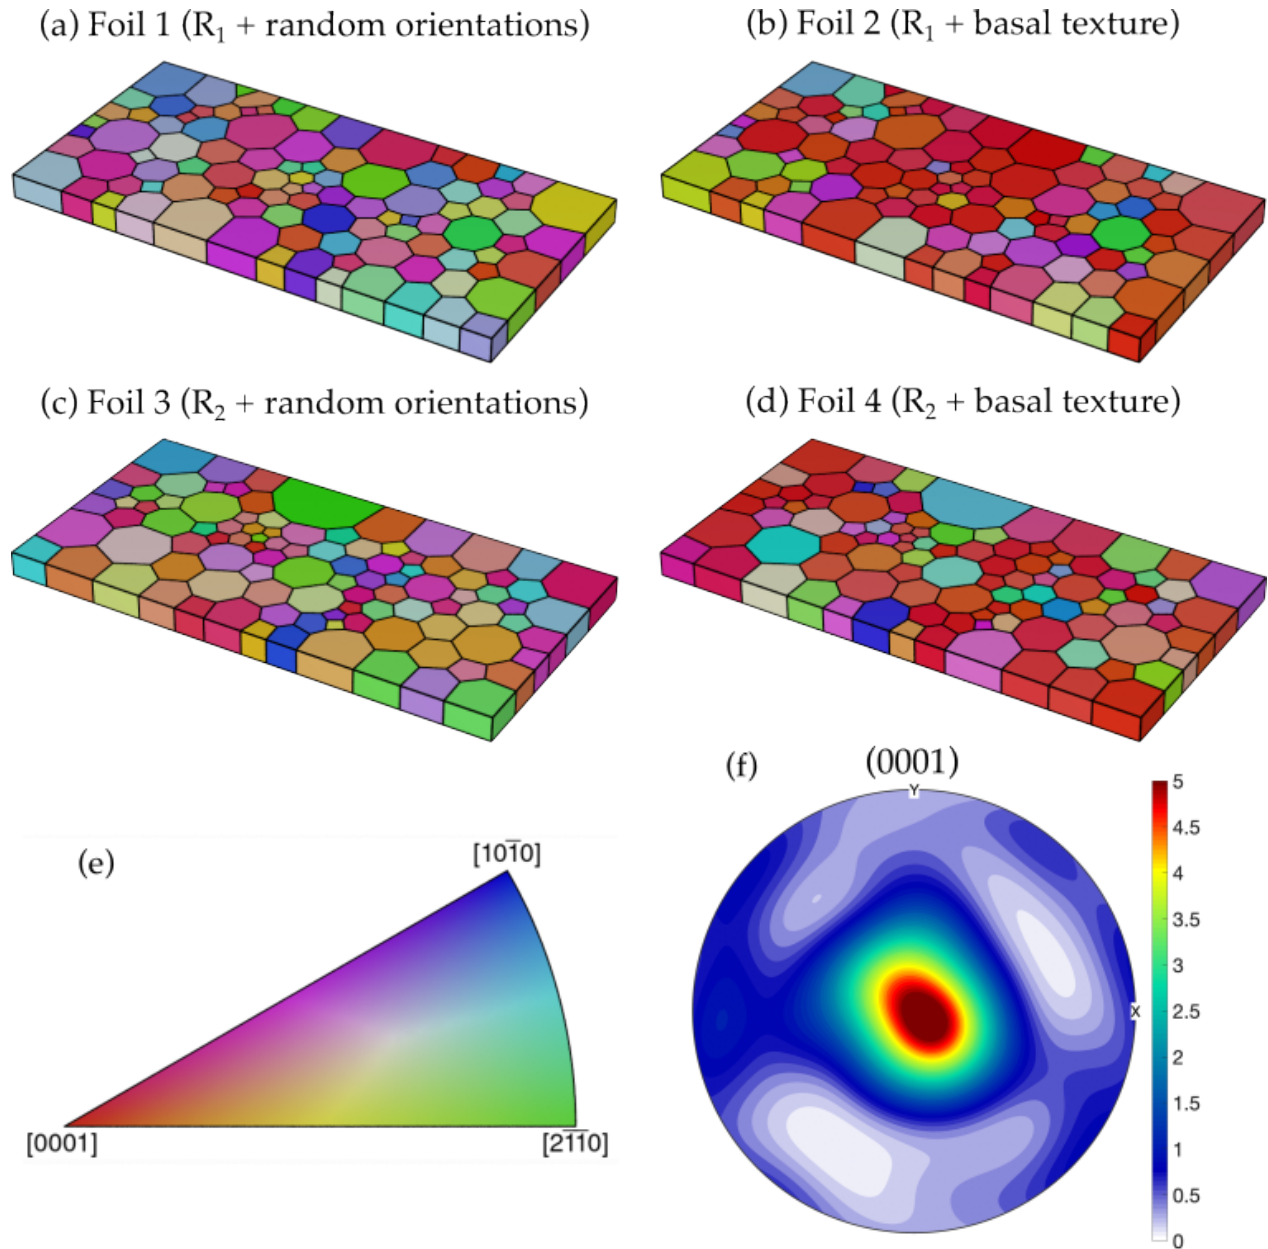 (a) Foil 1 (R₁ + random orientations)
(b) Foil 2 (R₁ + basal texture)
(c) Foil 3 (R₂ + random orientations)
(d) Foil 4 (R₂ + basal texture)
(e)
[101̅0]
[0001]
[21̅1̅0]
(f)
(0001)
Y
X
5
4.5
4
3.5
3
2.5
2
1.5
1
0.5
0